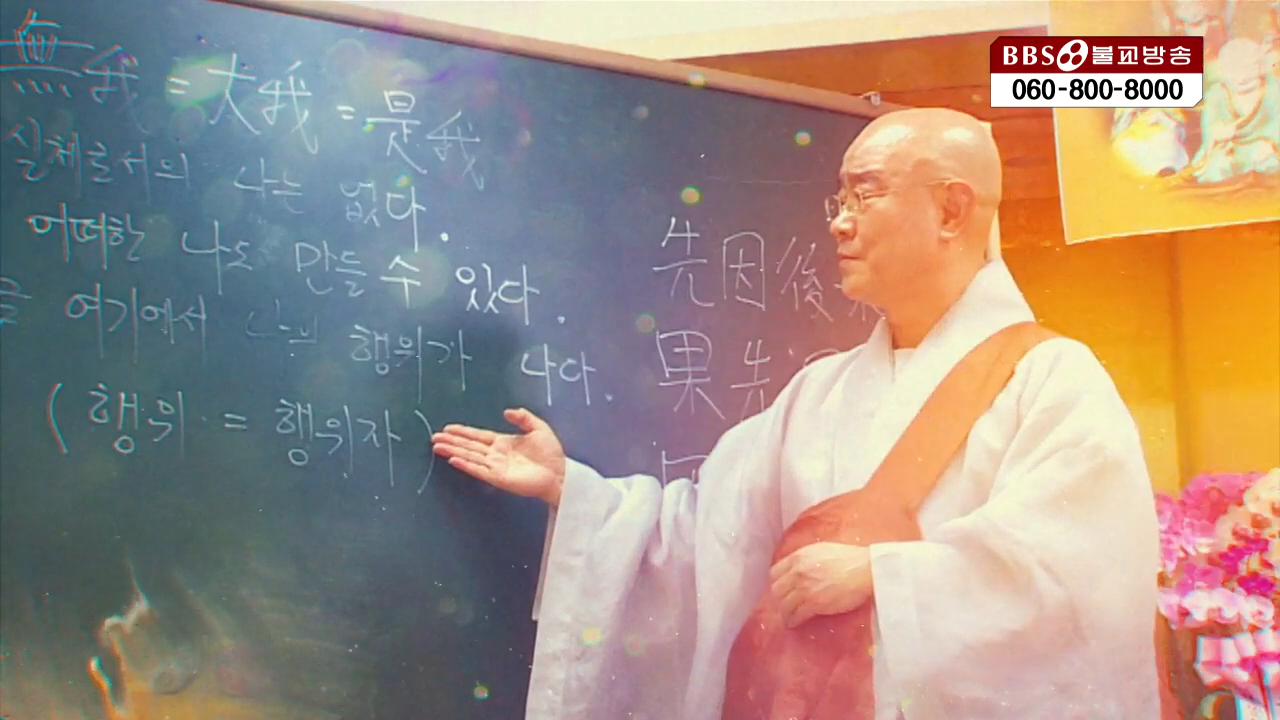 無我 = 大我 = 是我
실체로서의 나는 없다.
어떠한 나도 만들 수 있다.
여기에서 나의 행위가 나다.
(행위 = 행위자)
先因後
果 先
BBS 불교방송
060-800-8000